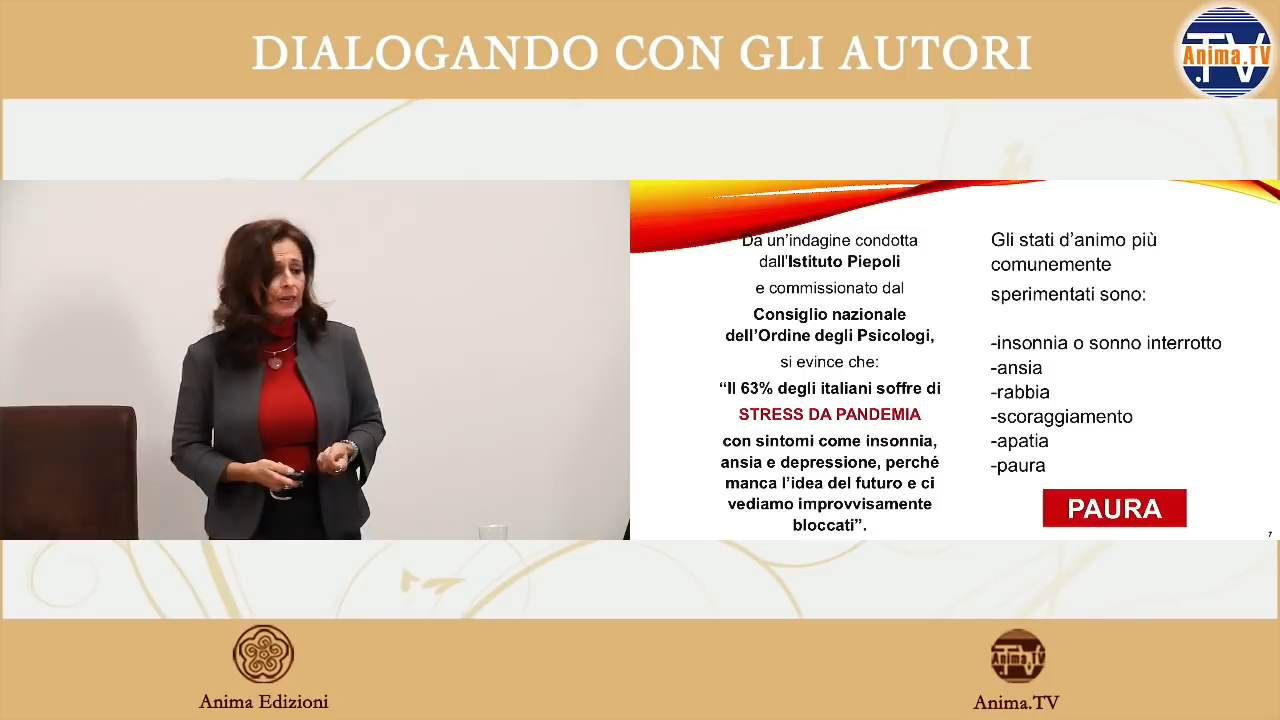 DIALOGANDO CON GLI AUTORI
Anima.TV
TV
Da un’indagine condotta
dall’Istituto Piepoli
e commissionato dal
Consiglio nazionale
dell’Ordine degli Psicologi,
si evince che:
“Il 63% degli italiani soffre di
STRESS DA PANDEMIA
con sintomi come insonnia,
ansia e depressione, perché
manca l’idea del futuro e ci
vediamo improvvisamente
bloccati”.
Gli stati d’animo più
comunemente
sperimentati sono:
-insonnia o sonno interrotto
-ansia
-rabbia
-scoraggiamento
-apatia
-paura
PAURA
7
Anima Edizioni
Anima.TV
TV
Anima.TV